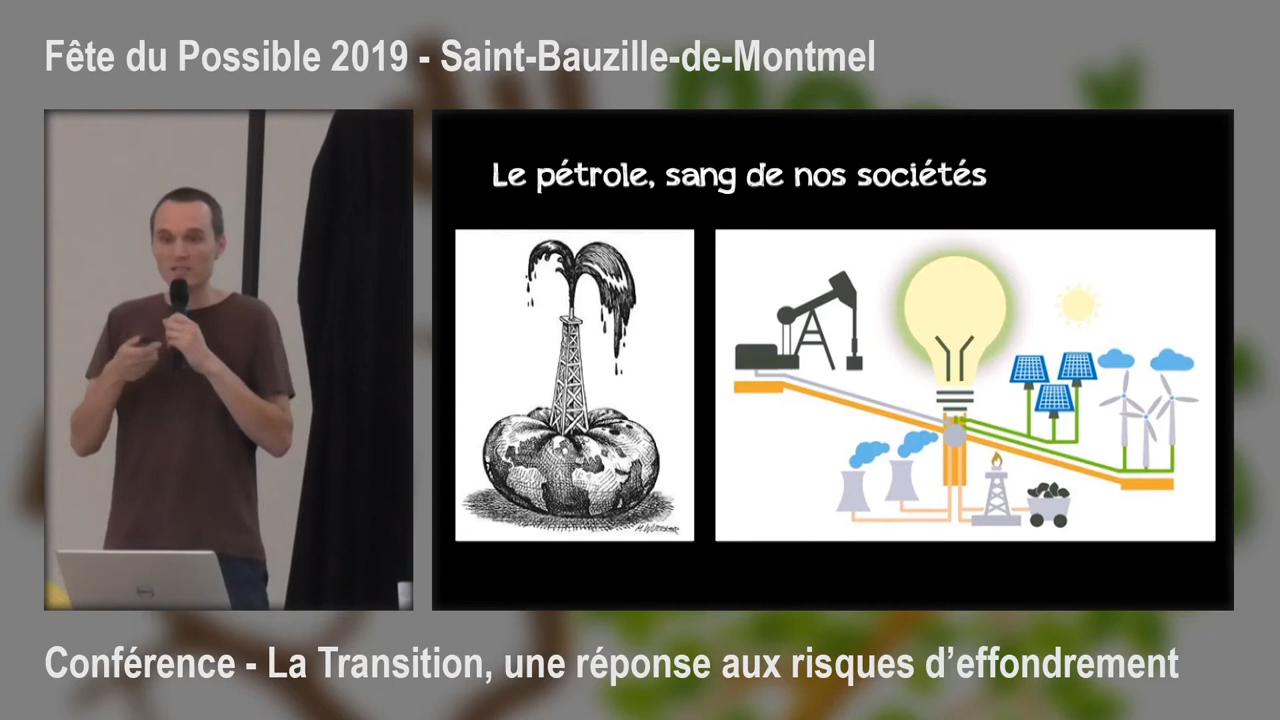 Fête du Possible 2019 - Saint-Bauzille-de-Montmel
Le pétrole, sang de nos sociétés
DELL
Conférence - La Transition, une réponse aux risques d’effondrement